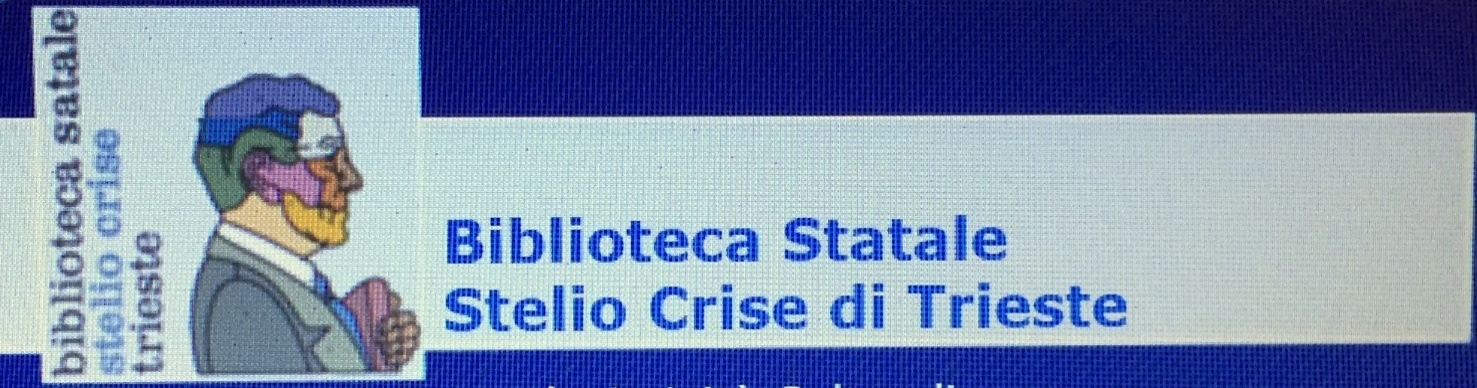 biblioteca satale
stelio crise
trieste
Biblioteca Statale
Stelio Crise di Trieste